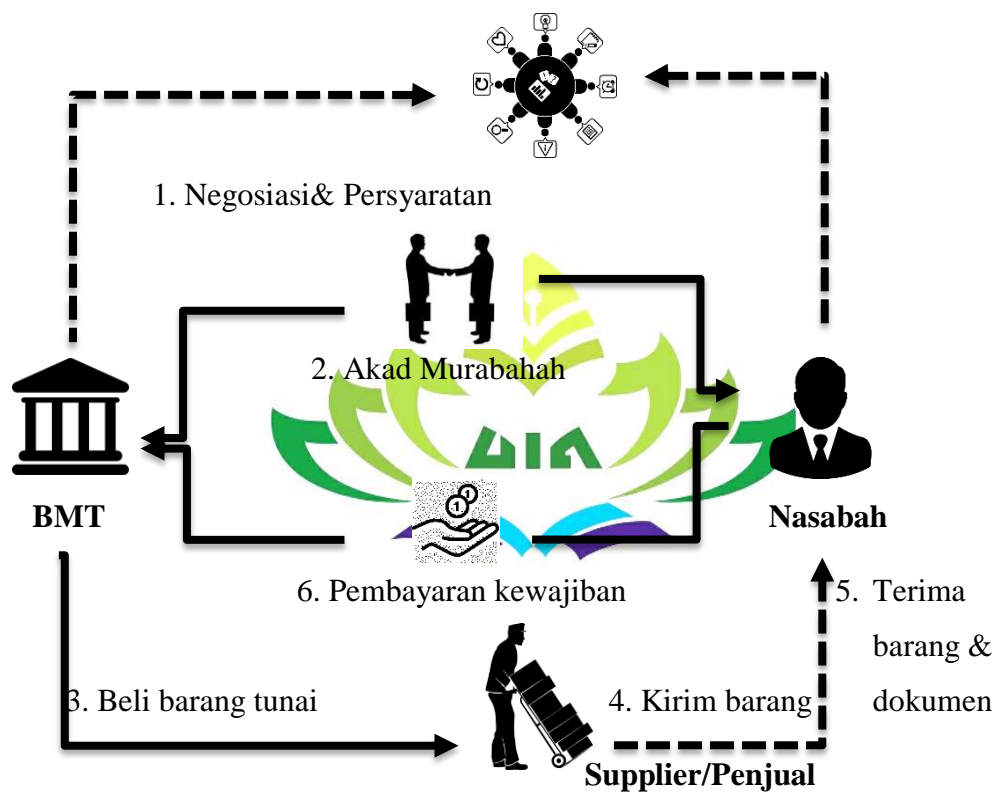 1. Negosiasi& Persyaratan
2. Akad Murabahah
UIN
BMT
Nasabah
6. Pembayaran kewajiban
5. Terima
barang &
dokumen
3. Beli barang tunai
4. Kirim barang
Supplier/Penjual